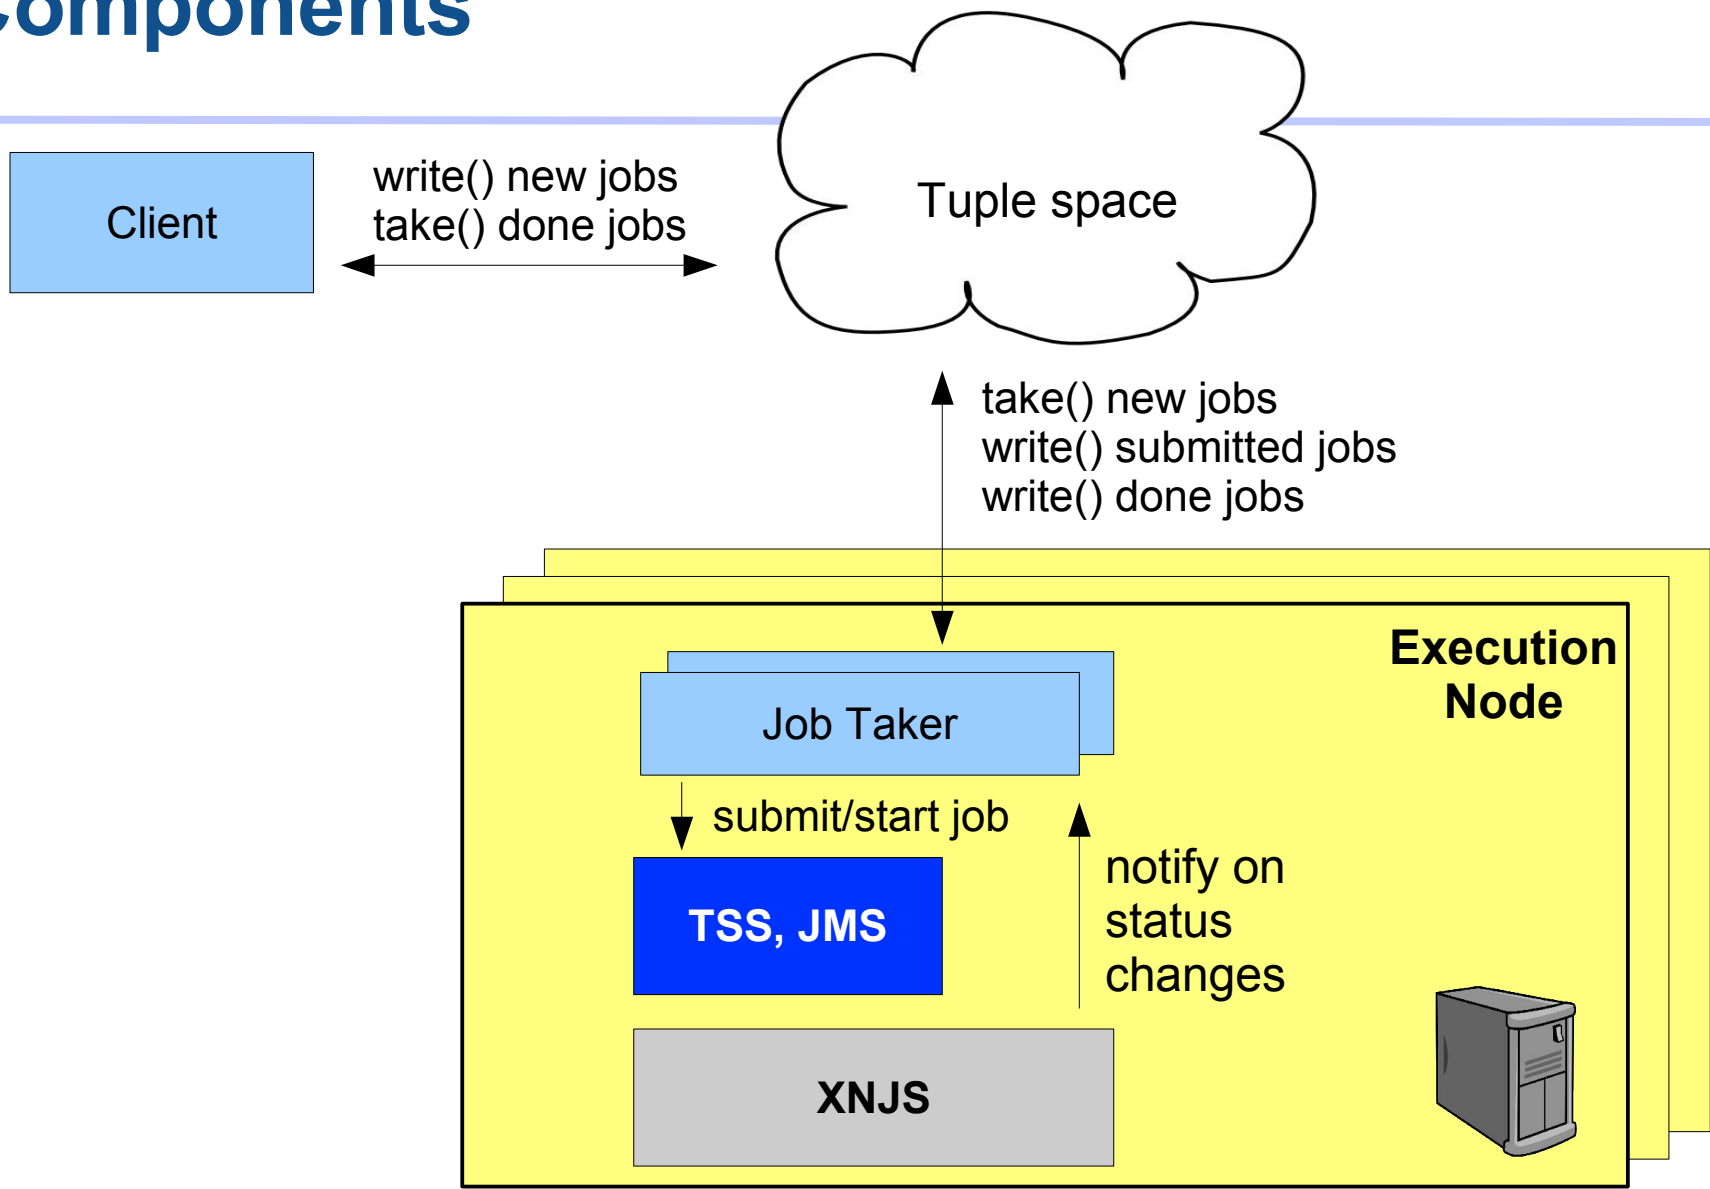 Components
Client
write() new jobs
take() done jobs
Tuple space
take() new jobs
write() submitted jobs
write() done jobs
Execution
Node
Job Taker
submit/start job
notify on
status
changes
TSS, JMS
XNJS